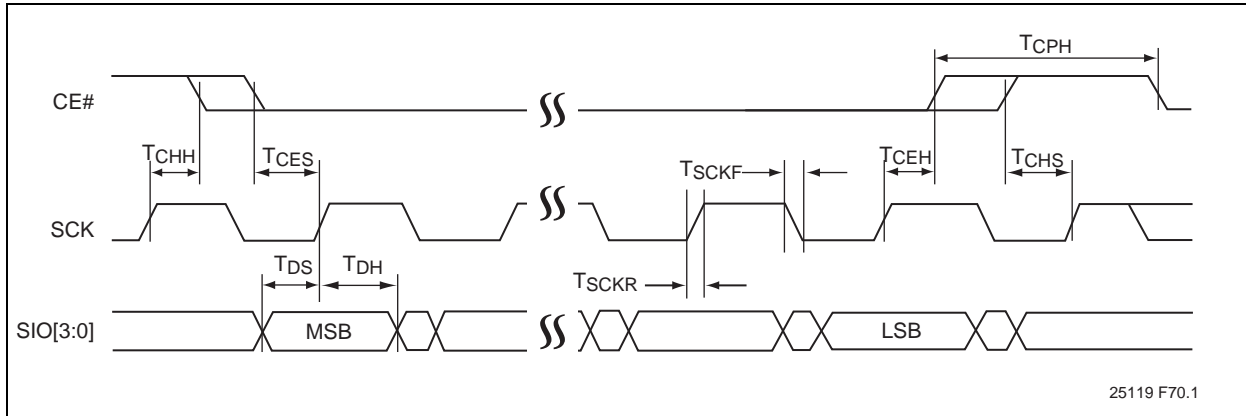 TCPH
CE#
TCHH
TCES
TSCKF
TCEH
TCHS
SCK
TDS
TDH
TSCKR
SIO[3:0]
MSB
LSB
25119 F70.1